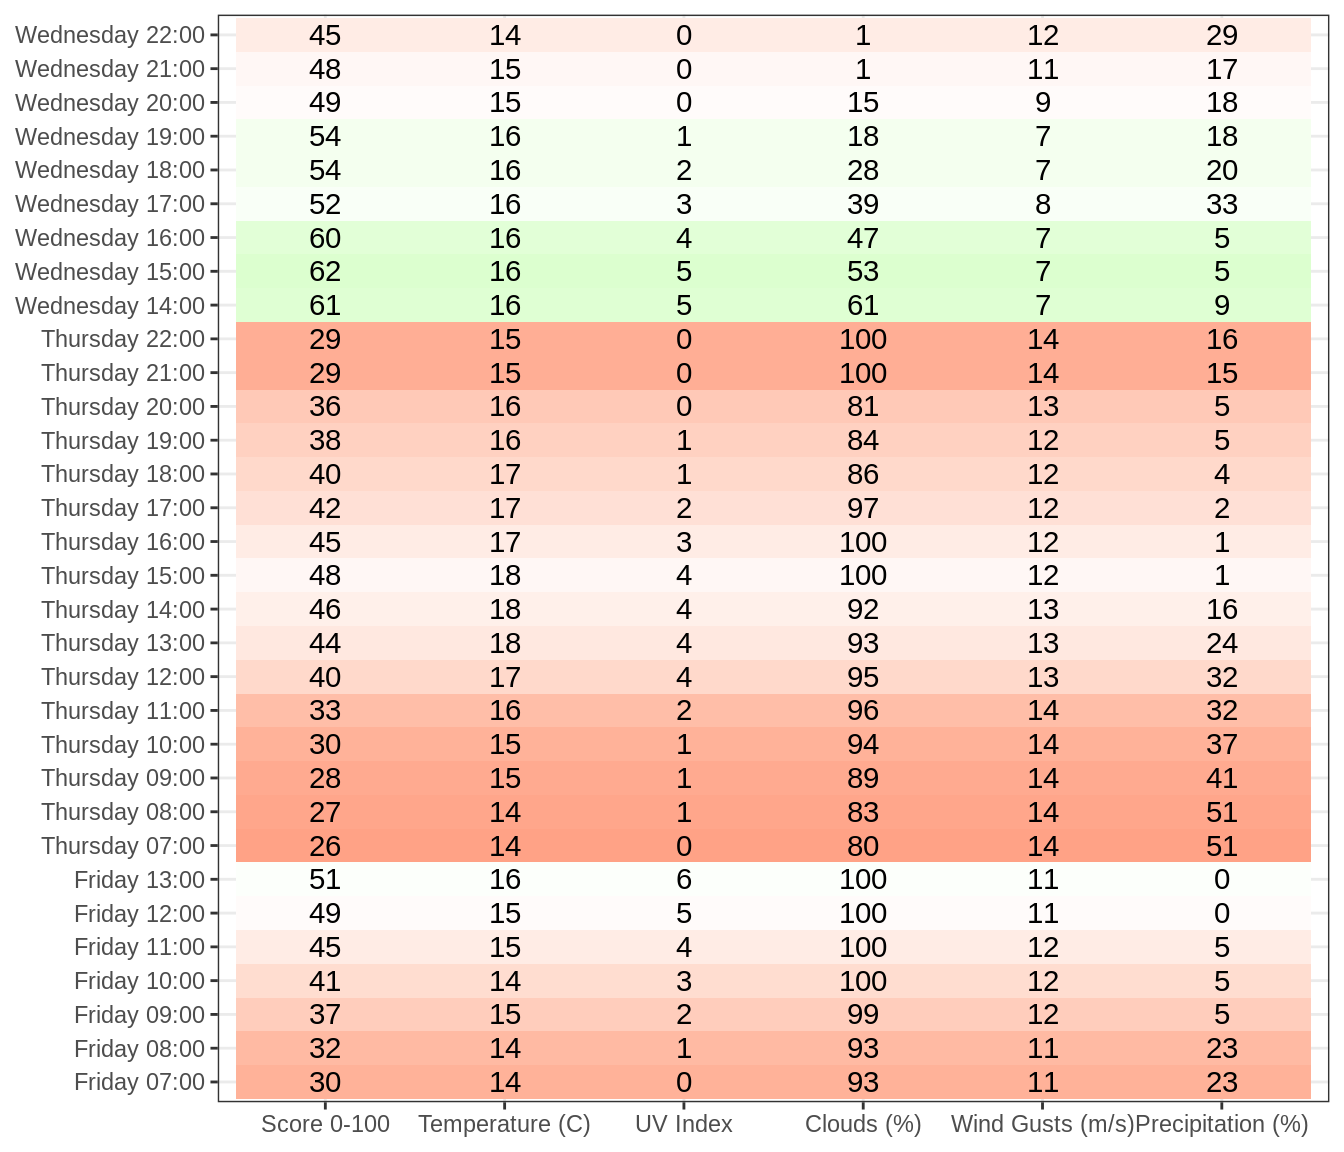 Wednesday 22:00 45 14 0 1 12 29
Wednesday 21:00 48 15 0 1 11 17
Wednesday 20:00 49 15 0 15 9 18
Wednesday 19:00 54 16 1 18 7 18
Wednesday 18:00 54 16 2 28 7 20
Wednesday 17:00 52 16 3 39 8 33
Wednesday 16:00 60 16 4 47 7 5
Wednesday 15:00 62 16 5 53 7 5
Wednesday 14:00 61 16 5 61 7 9
Thursday 22:00 29 15 0 100 14 16
Thursday 21:00 29 15 0 100 14 15
Thursday 20:00 36 16 0 81 13 5
Thursday 19:00 38 16 1 84 12 5
Thursday 18:00 40 17 1 86 12 4
Thursday 17:00 42 17 2 97 12 2
Thursday 16:00 45 17 3 100 12 1
Thursday 15:00 48 18 4 100 12 1
Thursday 14:00 46 18 4 92 13 16
Thursday 13:00 44 18 4 93 13 24
Thursday 12:00 40 17 4 95 13 32
Thursday 11:00 33 16 2 96 14 32
Thursday 10:00 30 15 1 94 14 37
Thursday 09:00 28 15 1 89 14 41
Thursday 08:00 27 14 1 83 14 51
Thursday 07:00 26 14 0 80 14 51
Friday 13:00 51 16 6 100 11 0
Friday 12:00 49 15 5 100 11 0
Friday 11:00 45 15 4 100 12 5
Friday 10:00 41 14 3 100 12 5
Friday 09:00 37 15 2 99 12 5
Friday 08:00 32 14 1 93 11 23
Friday 07:00 30 14 0 93 11 23
Score 0-100 Temperature (C) UV Index Clouds (%) Wind Gusts (m/s) Precipitation (%)